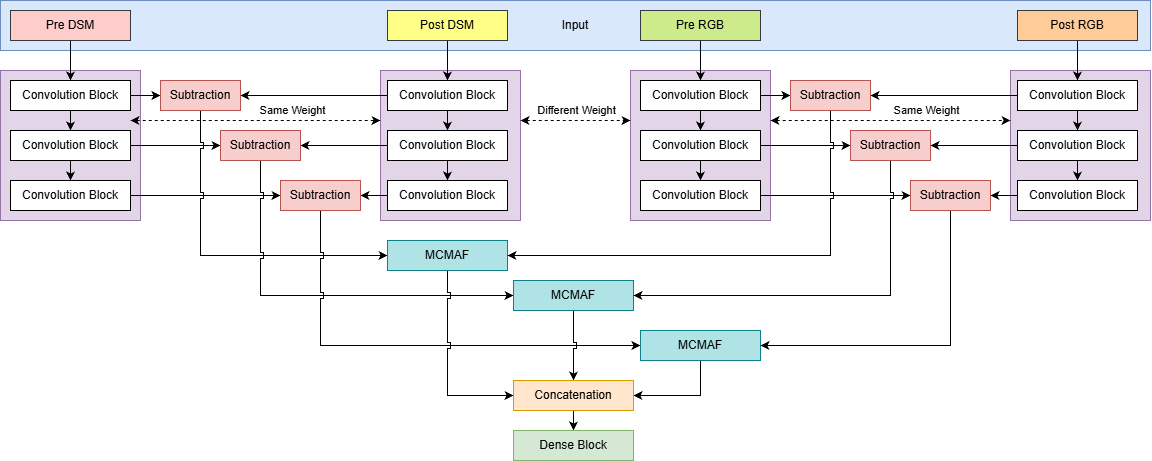 Pre DSM
Post DSM
Input
Pre RGB
Post RGB
Convolution Block
Subtraction
Convolution Block
Convolution Block
Subtraction
Convolution Block
Same Weight
Different Weight
Same Weight
Convolution Block
Subtraction
Convolution Block
Convolution Block
Subtraction
Convolution Block
Convolution Block
Subtraction
Convolution Block
Convolution Block
Subtraction
Convolution Block
MCMAF
MCMAF
MCMAF
Concatenation
Dense Block